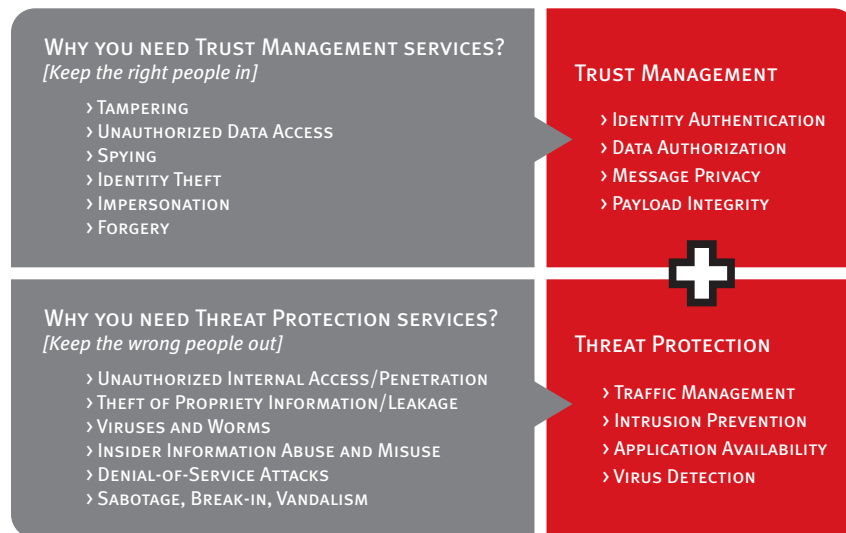 Why you need Trust Management services?
[Keep the right people in]
› Tampering
› Unauthorized Data Access
› Spying
› Identity Theft
› Impersonation
› Forgery
Trust Management
› Identity Authentication
› Data Authorization
› Message Privacy
› Payload Integrity
Why you need Threat Protection services?
[Keep the wrong people out]
› Unauthorized Internal Access/Penetration
› Theft of Propriety Information/Leakage
› Viruses and Worms
› Insider Information Abuse and Misuse
› Denial-of-Service Attacks
› Sabotage, Break-in, Vandalism
Threat Protection
› Traffic Management
› Intrusion Prevention
› Application Availability
› Virus Detection